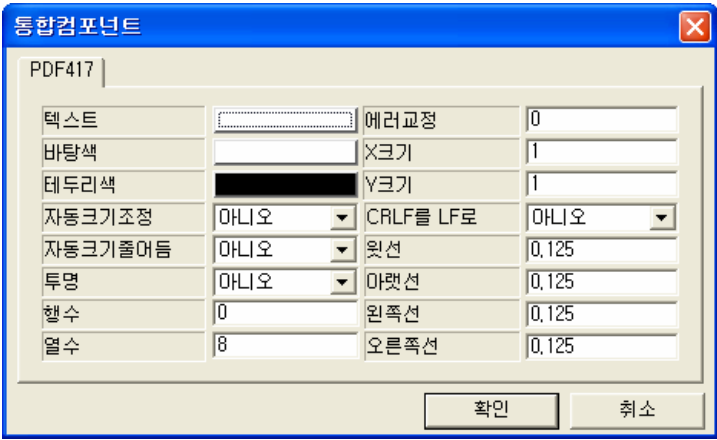 통합컴포넌트
PDF417
텍스트 에러교정 0
바탕색 X크기 1
테두리색 Y크기 1
자동크기조정 아니오 CRLF를 LF로 아니오
자동크기줄어듬 아니오 윗선 0,125
투명 아니오 아랫선 0,125
행수 0 왼쪽선 0,125
열수 8 오른쪽선 0,125
확인 취소